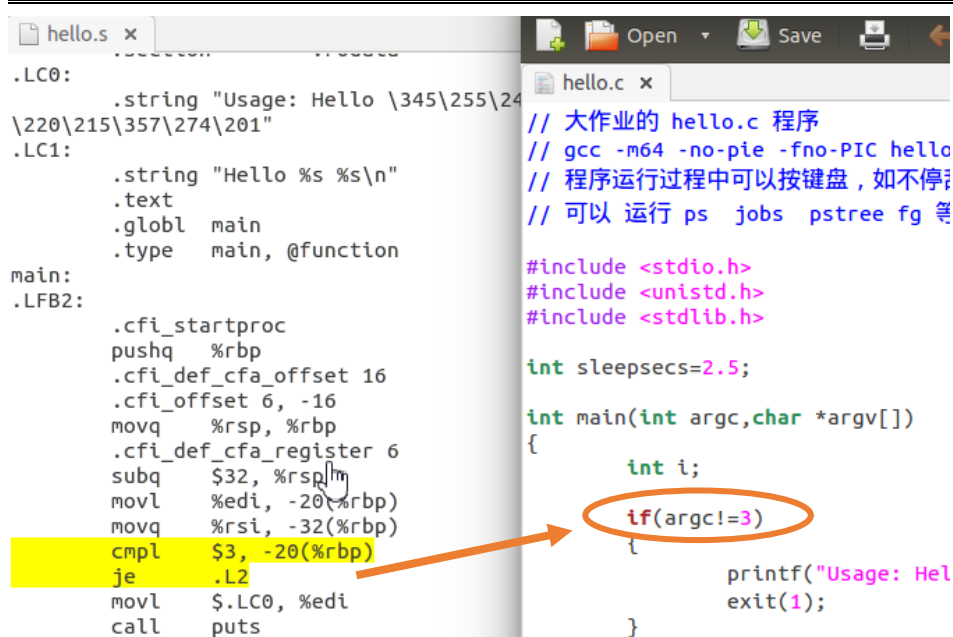 hello.s ×
.section .rodata
.LC0:
.string "Usage: Hello \345\255\24
\220\215\357\274\201"
.LC1:
.string "Hello %s %s\n"
.text
.globl main
.type main, @function
main:
.LFB2:
.cfi_startproc
pushq %rbp
.cfi_def_cfa_offset 16
.cfi_offset 6, -16
movq %rsp, %rbp
.cfi_def_cfa_register 6
subq $32, %rsp
movl %edi, -20(%rbp)
movq %rsi, -32(%rbp)
cmpl $3, -20(%rbp)
je .L2
movl $.LC0, %edi
call puts
Open Save
hello.c ×
// 大作业的 hello.c 程序
// gcc -m64 -no-pie -fno-PIC hello
// 程序运行过程中可以按键盘，如不停
// 可以 运行 ps jobs pstree fg 等
#include <stdio.h>
#include <unistd.h>
#include <stdlib.h>
int sleepsecs=2.5;
int main(int argc,char *argv[])
{
int i;
if(argc!=3)
{
printf("Usage: Hel
exit(1);
}